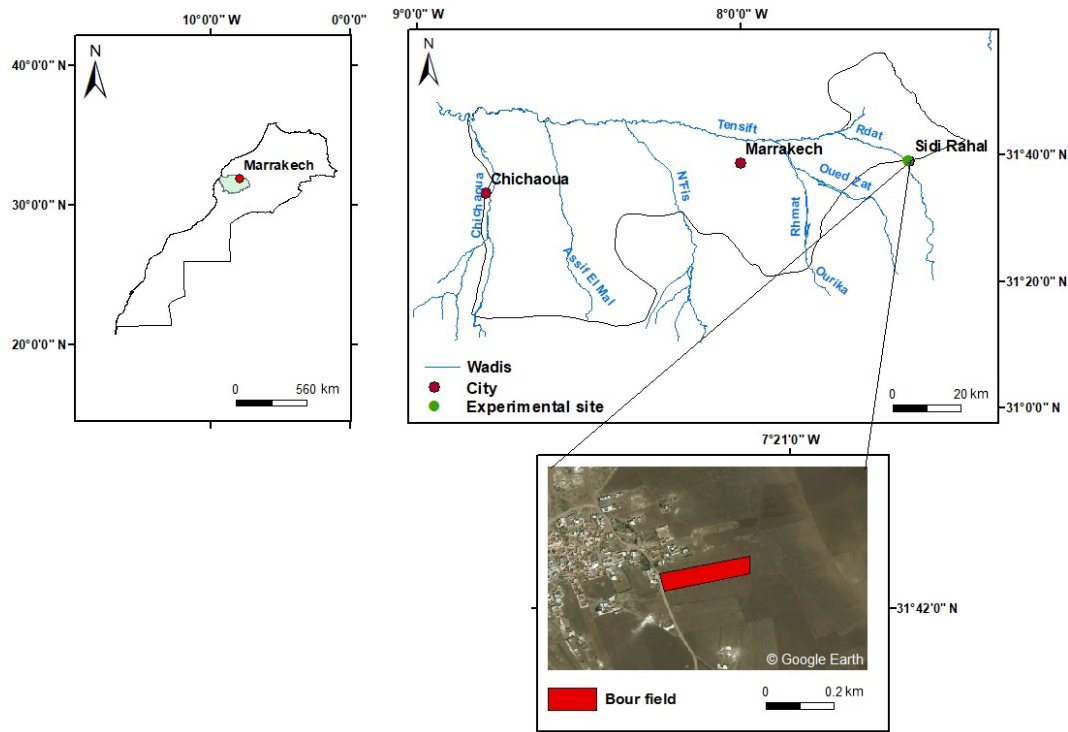 10°0'0" W
0°0'0"
N
40°0'0" N
30°0'0" N
20°0'0" N
Marrakech
0
560 km
9°0'0" W
8°0'0" W
N
Tensift
Rdat
Sidi Rahal
Marrakech
Oued Zat
Chichaoua
Chichaoua
N'Fis
Rhmat
Assif El Mal
Ourika
31°40'0" N
31°20'0" N
31°0'0" N
Wadis
City
Experimental site
0
20 km
7°21'0" W
31°42'0" N
© Google Earth
Bour field
0
0.2 km